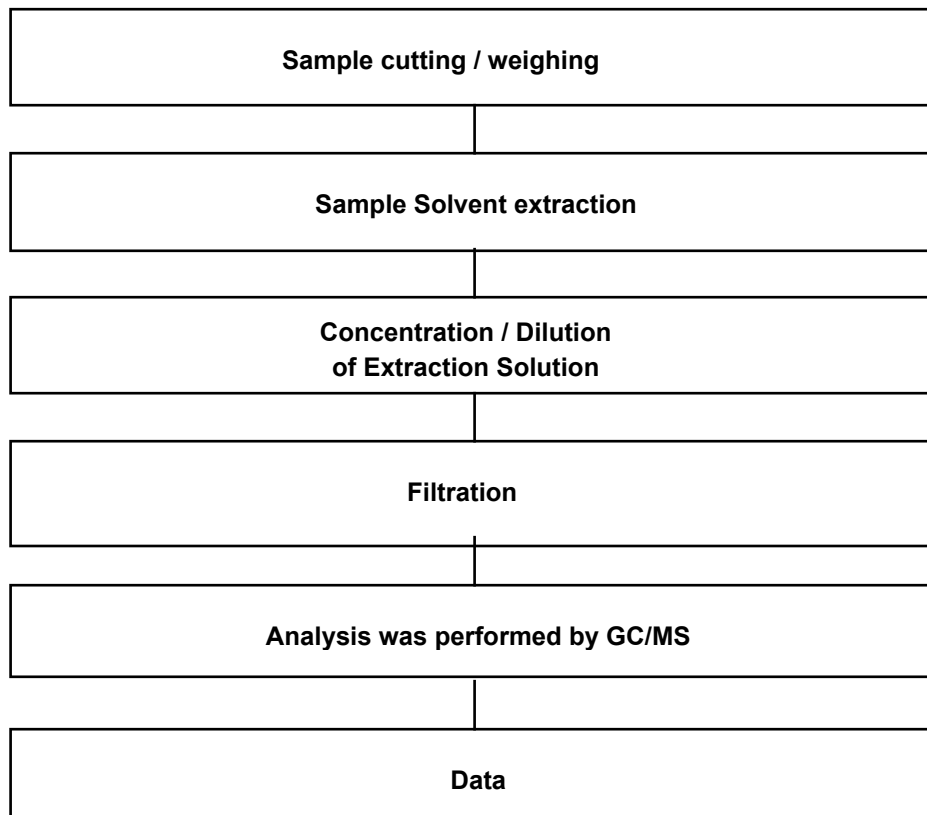 Sample cutting / weighing
Sample Solvent extraction
Concentration / Dilution
of Extraction Solution
Filtration
Analysis was performed by GC/MS
Data